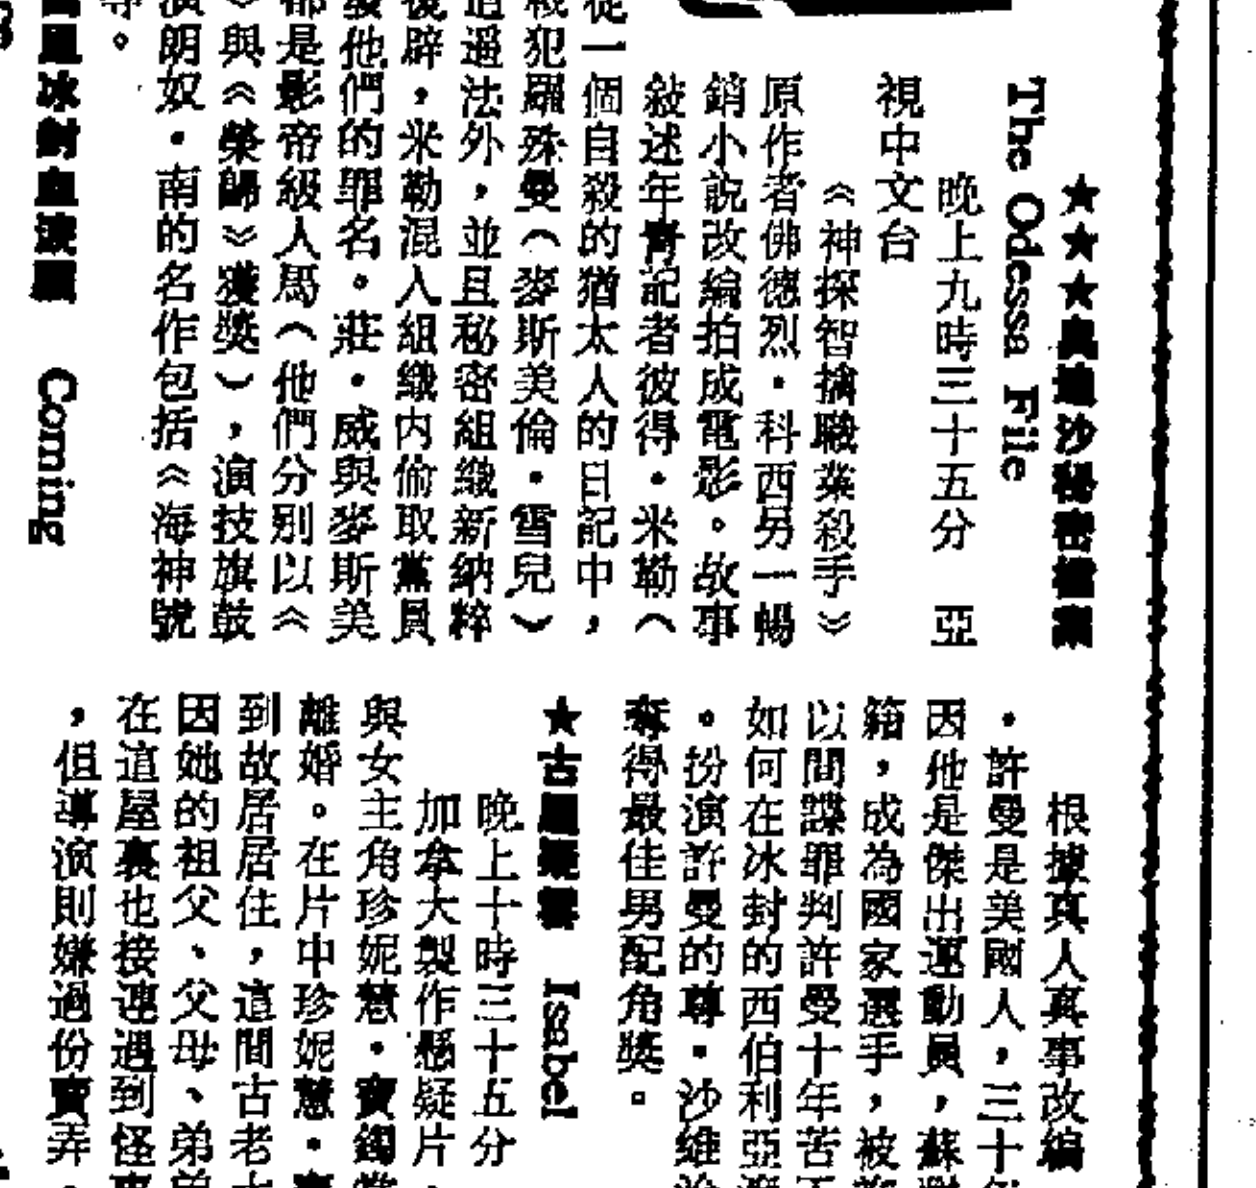 ★★★奧迪沙秘密檔案
The Odessa File
晚上九時三十五分　亞
視中文台
《神探智擒職業殺手》
原作者佛德烈・科西另一暢
銷小說改編拍成電影。故事
敍述年青記者彼得・米勒（
從一個自殺的猶太人的日記中，
戰犯羅殊曼（麥斯美倫・雪兒）
逍遙法外，並且秘密組織新納粹
復辟，米勒混入組織内偷取黨員
發他們的罪名。莊・威與麥斯美
都是影帝級人馬（他們分別以《
》與《榮歸》獲獎），演技旗鼓
演朗奴・南的名作包括《海神號
等。
冰封血淚　Coming
根據真人真事改編
・許曼是美國人，三十
因他是傑出運動員，蘇
籍，成為國家選手，被
以間諜罪判許曼十年苦
如何在冰封的西伯利亞
。扮演許曼的尊・沙維
奪得最佳男配角獎。
★古屋疑雲　Isabel
晚上十時三十五分
加拿大製作懸疑片，
與女主角珍妮慧・寶
離婚。在片中珍妮慧・
到故居居住，這間古老
因她的祖父、父母、弟
在這屋裏也接連遇到怪
，但導演則嫌過份賣弄，